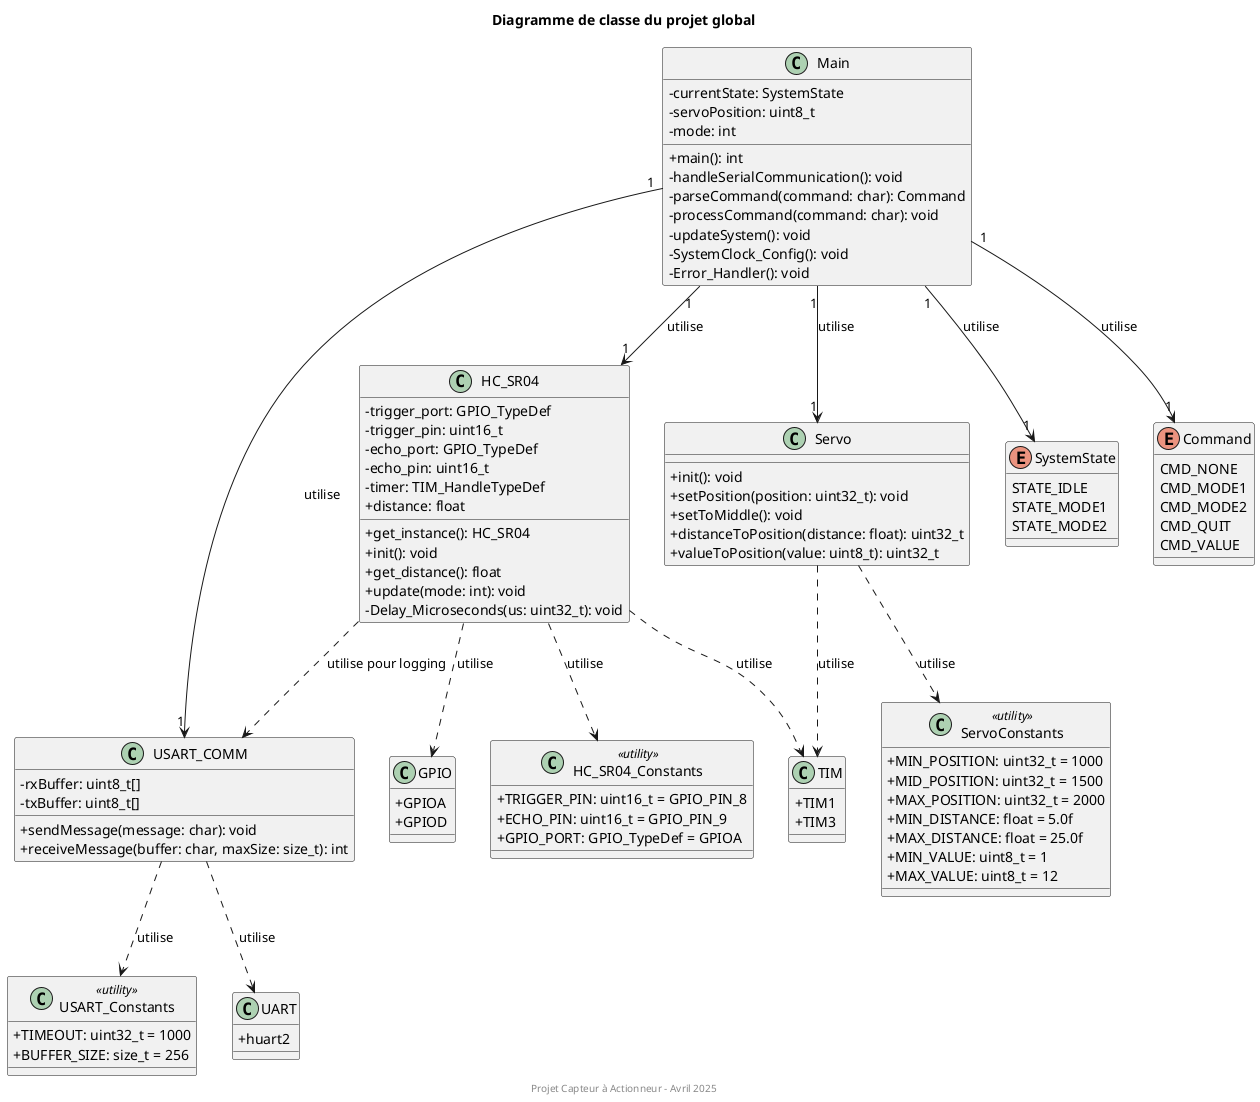 Diagramme de classe du projet global
C Main
-currentState: SystemState
-servoPosition: uint8_t
-mode: int
+main(): int
-handleSerialCommunication(): void
-parseCommand(command: char): Command
-processCommand(command: char): void
-updateSystem(): void
-SystemClock_Config(): void
-Error_Handler(): void
1
1
1
1
1
utilise
utilise
utilise
utilise
utilise
1
1
1
1
1
C HC_SR04
-trigger_port: GPIO_TypeDef
-trigger_pin: uint16_t
-echo_port: GPIO_TypeDef
-echo_pin: uint16_t
-timer: TIM_HandleTypeDef
+distance: float
+get_instance(): HC_SR04
+init(): void
+get_distance(): float
+update(mode: int): void
-Delay_Microseconds(us: uint32_t): void
C Servo
+init(): void
+setPosition(position: uint32_t): void
+setToMiddle(): void
+distanceToPosition(distance: float): uint32_t
+valueToPosition(value: uint8_t): uint32_t
E SystemState
STATE_IDLE
STATE_MODE1
STATE_MODE2
E Command
CMD_NONE
CMD_MODE1
CMD_MODE2
CMD_QUIT
CMD_VALUE
utilise pour logging
utilise
utilise
utilise
utilise
utilise
C USART_COMM
-rxBuffer: uint8_t[]
-txBuffer: uint8_t[]
+sendMessage(message: char): void
+receiveMessage(buffer: char, maxSize: size_t): int
C GPIO
+GPIOA
+GPIOD
«utility»
C HC_SR04_Constants
+TRIGGER_PIN: uint16_t = GPIO_PIN_8
+ECHO_PIN: uint16_t = GPIO_PIN_9
+GPIO_PORT: GPIO_TypeDef = GPIOA
C TIM
+TIM1
+TIM3
«utility»
C ServoConstants
+MIN_POSITION: uint32_t = 1000
+MID_POSITION: uint32_t = 1500
+MAX_POSITION: uint32_t = 2000
+MIN_DISTANCE: float = 5.0f
+MAX_DISTANCE: float = 25.0f
+MIN_VALUE: uint8_t = 1
+MAX_VALUE: uint8_t = 12
utilise
utilise
«utility»
C USART_Constants
+TIMEOUT: uint32_t = 1000
+BUFFER_SIZE: size_t = 256
C UART
+huart2
Projet Capteur à Actionneur - Avril 2025